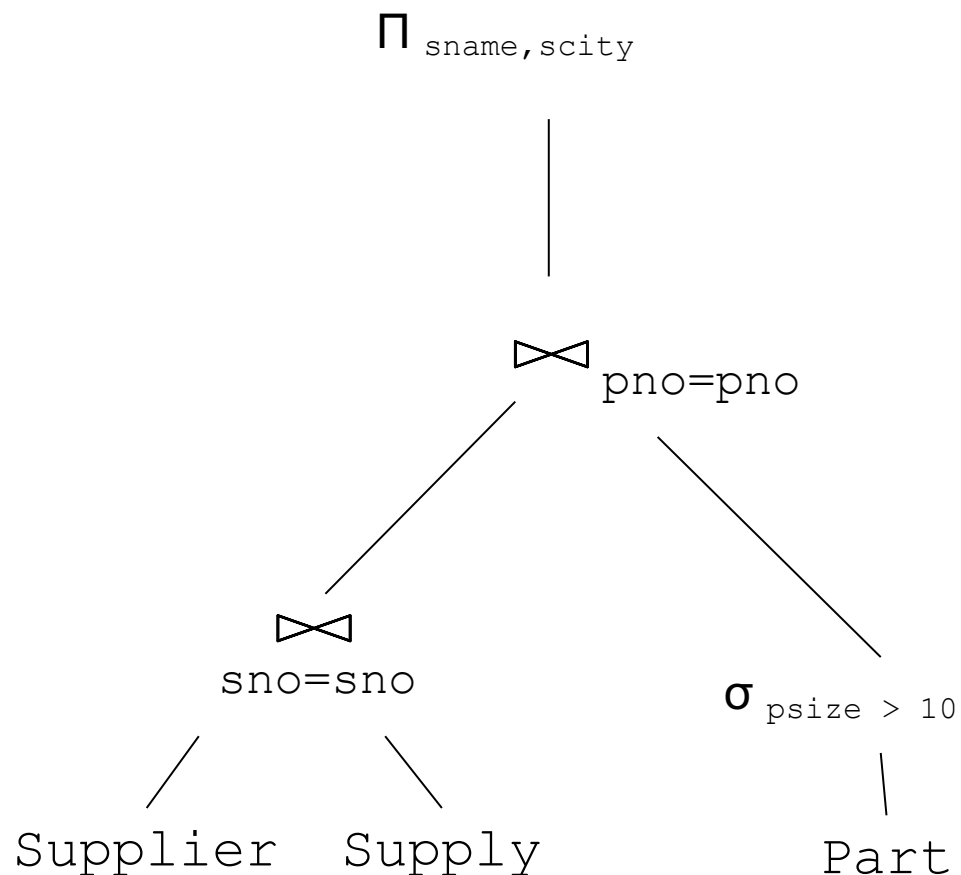 Π sname,scity
⋈ pno=pno
⋈
sno=sno
σ psize > 10
Supplier Supply Part